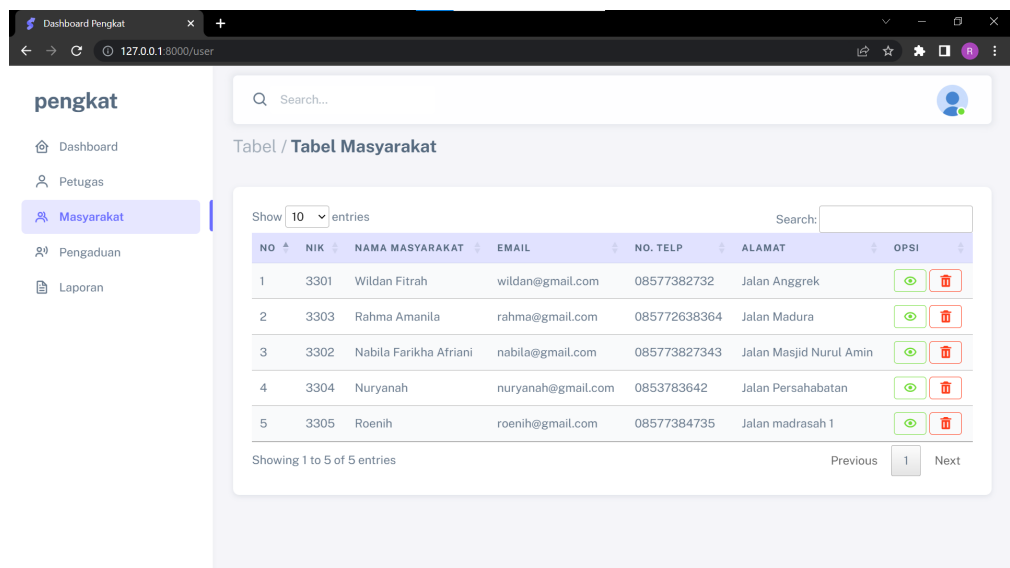 Dashboard Pengkat
127.0.0.1:8000/user
R
pengkat
Dashboard
Petugas
Masyarakat
Pengaduan
Laporan
Search...
Tabel / Tabel Masyarakat
Show 10 entries
Search:
NO NIK NAMA MASYARAKAT EMAIL NO. TELP ALAMAT OPSI
1 3301 Wildan Fitrah wildan@gmail.com 08577382732 Jalan Anggrek
2 3303 Rahma Amanila rahma@gmail.com 085772638364 Jalan Madura
3 3302 Nabila Farikha Afriani nabila@gmail.com 085773827343 Jalan Masjid Nurul Amin
4 3304 Nuryanah nuryanah@gmail.com 0853783642 Jalan Persahabatan
5 3305 Roenih roenih@gmail.com 08577384735 Jalan madrasah 1
Showing 1 to 5 of 5 entries
Previous 1 Next